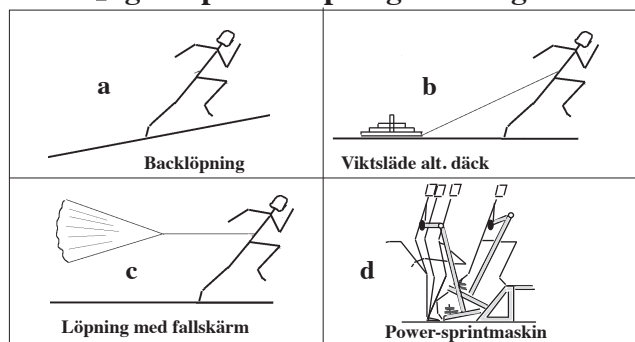 a
Backlöpning
b
Viktsläde alt. däck
c
Löpning med fallskärm
d
Power-sprintmaskin